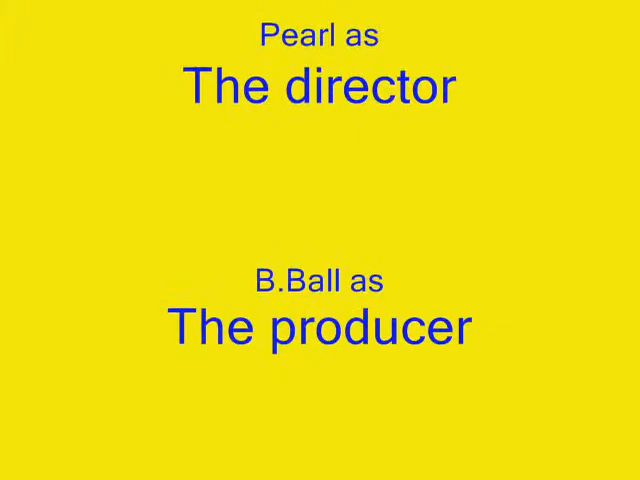 Pearl as
The director
B.Ball as
The producer